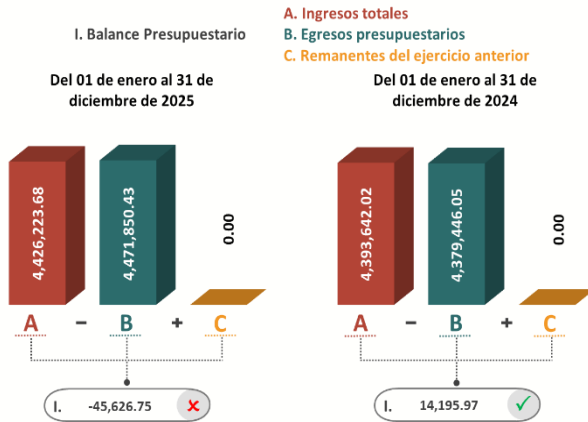 A. Ingresos totales
I. Balance Presupuestario
B. Egresos presupuestarios
C. Remanentes del ejercicio anterior
Del 01 de enero al 31 de
diciembre de 2025
4,426,223.68
4,471,850.43
0.00
A - B + C
I. -45,626.75 ✘
Del 01 de enero al 31 de
diciembre de 2024
4,393,642.02
4,379,446.05
0.00
A - B + C
I. 14,195.97 ✓